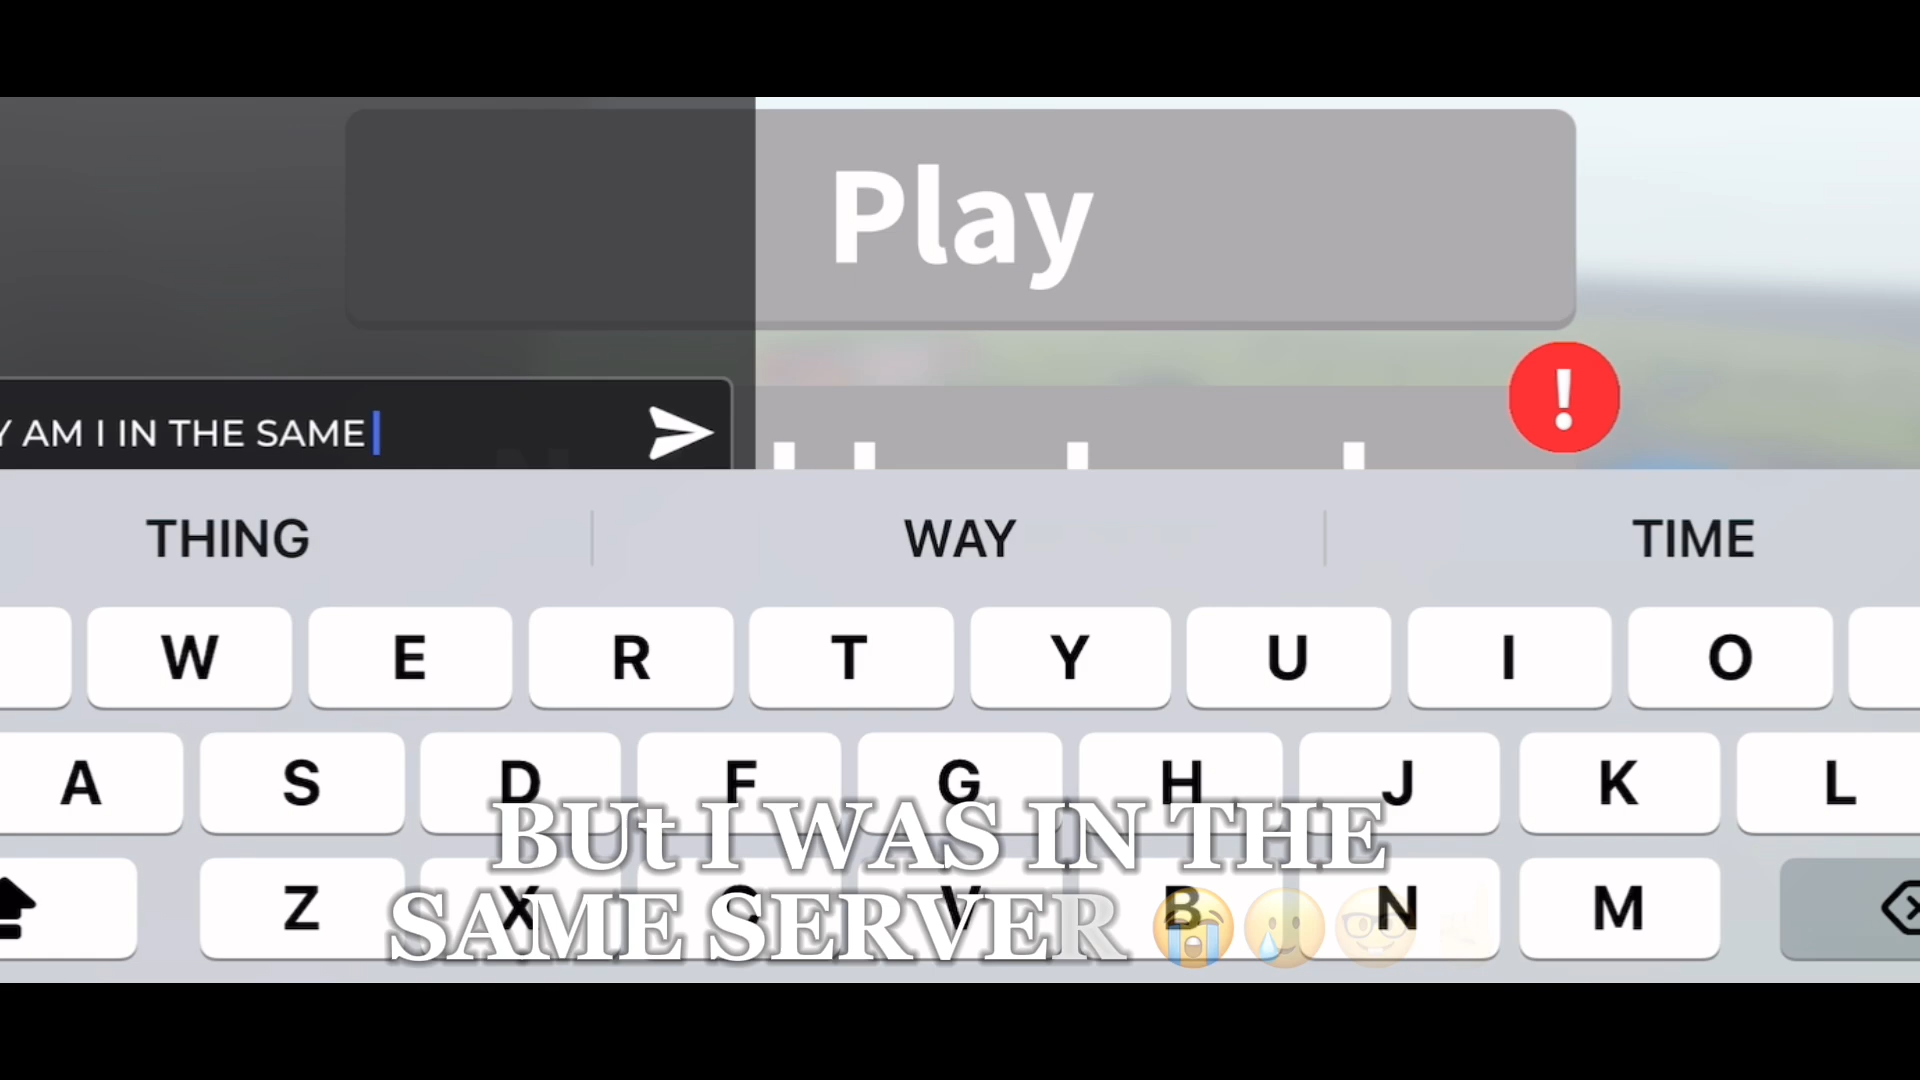 Play
Y AM I IN THE SAME
!
THING WAY TIME
W E R T Y U I O
A S D F G H J K L
Z X C V B N M
BUt I WAS IN THE
SAME SERVER 😭🥲🤓